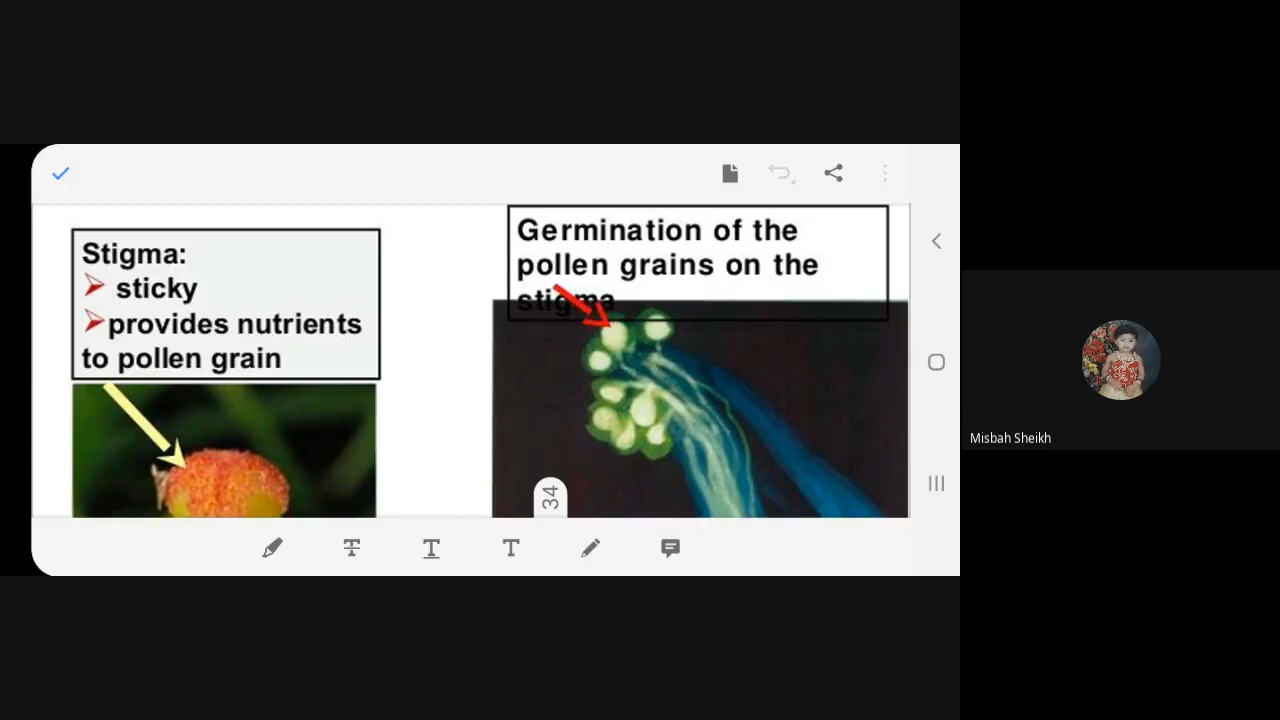 Stigma:
➢ sticky
➢provides nutrients
to pollen grain
Germination of the
pollen grains on the
stigma
34
T
T
T
Misbah Sheikh